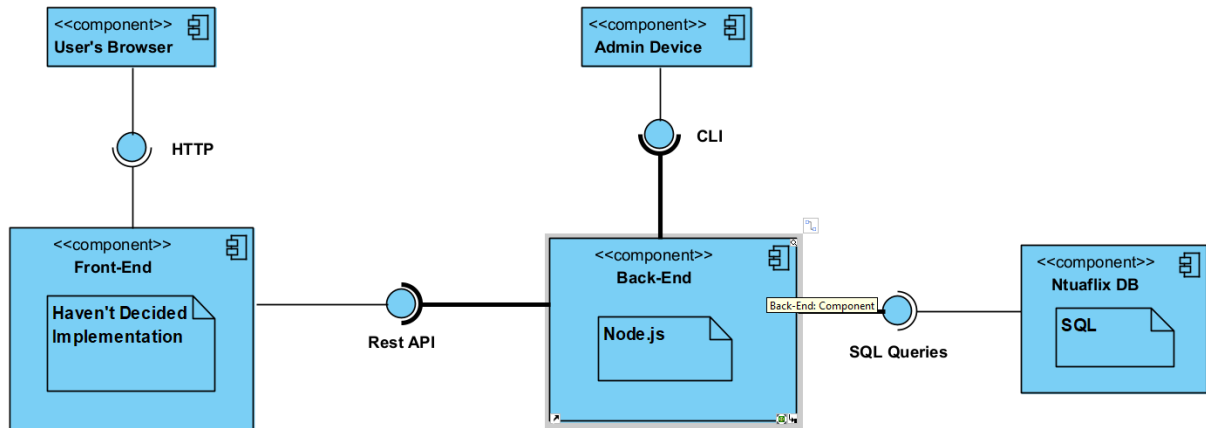 <<component>>
User's Browser
<<component>>
Admin Device
HTTP
CLI
<<component>>
Front-End
Haven't Decided
Implementation
Rest API
<<component>>
Back-End
Node.js
Back-End: Component
SQL Queries
<<component>>
Ntuaflix DB
SQL